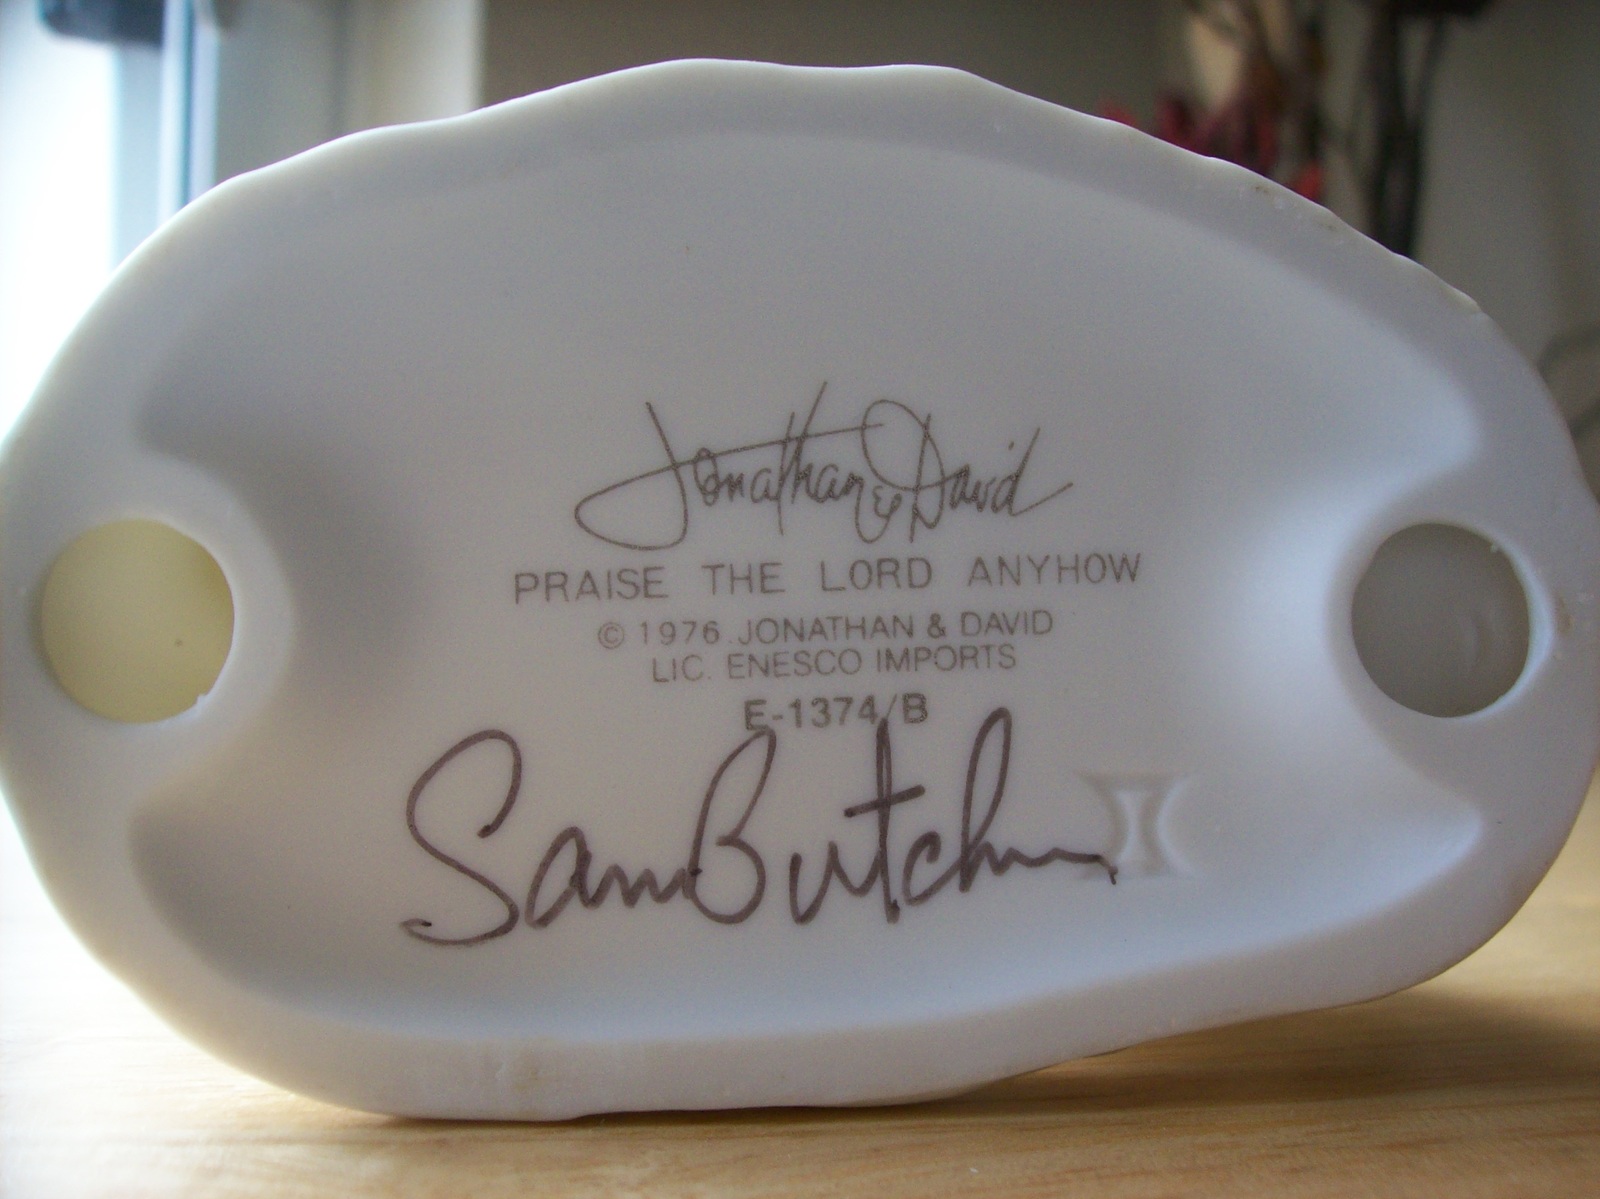 Jonathan & David
PRAISE THE LORD ANYHOW
© 1976 JONATHAN & DAVID
LIC. ENESCO IMPORTS
E-1374/B
Sam Butcher